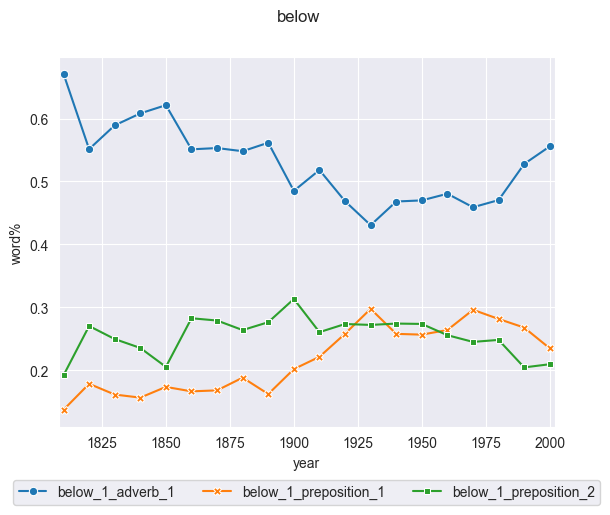 below
0.6
0.5
0.4
0.3
0.2
word%
1825 1850 1875 1900 1925 1950 1975 2000
year
below_1_adverb_1 below_1_preposition_1 below_1_preposition_2